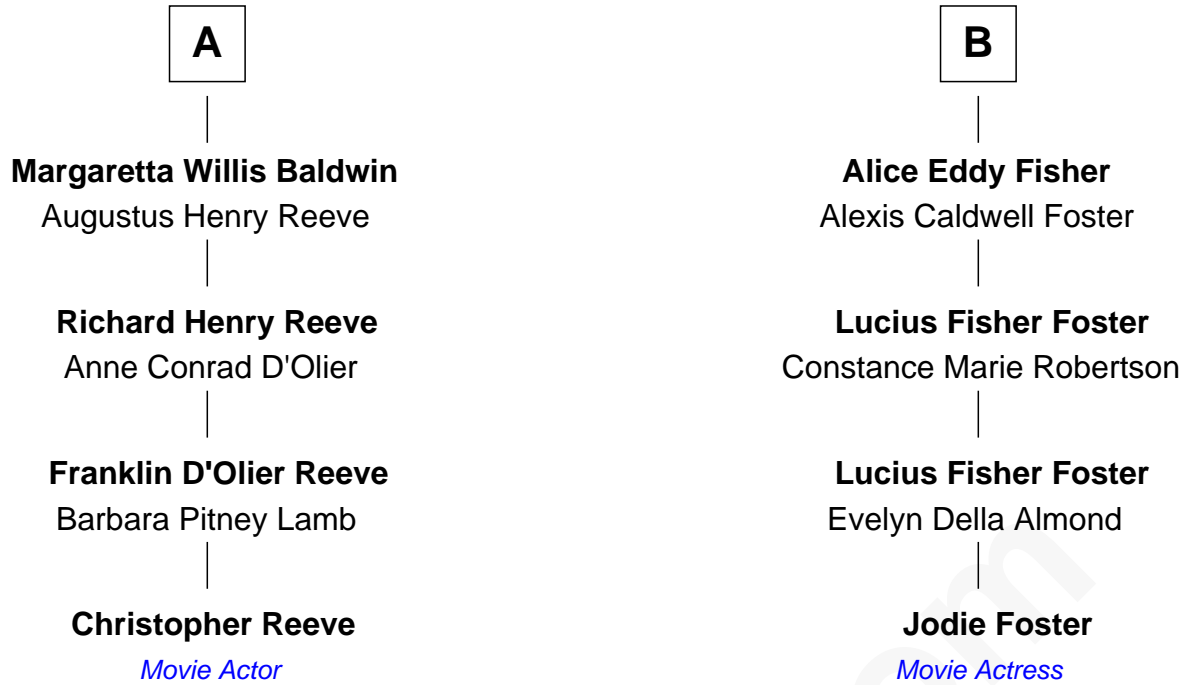 A
Margaretta Willis Baldwin
Augustus Henry Reeve
Richard Henry Reeve
Anne Conrad D'Olier
Franklin D'Olier Reeve
Barbara Pitney Lamb
Christopher Reeve
Movie Actor
B
Alice Eddy Fisher
Alexis Caldwell Foster
Lucius Fisher Foster
Constance Marie Robertson
Lucius Fisher Foster
Evelyn Della Almond
Jodie Foster
Movie Actress
om